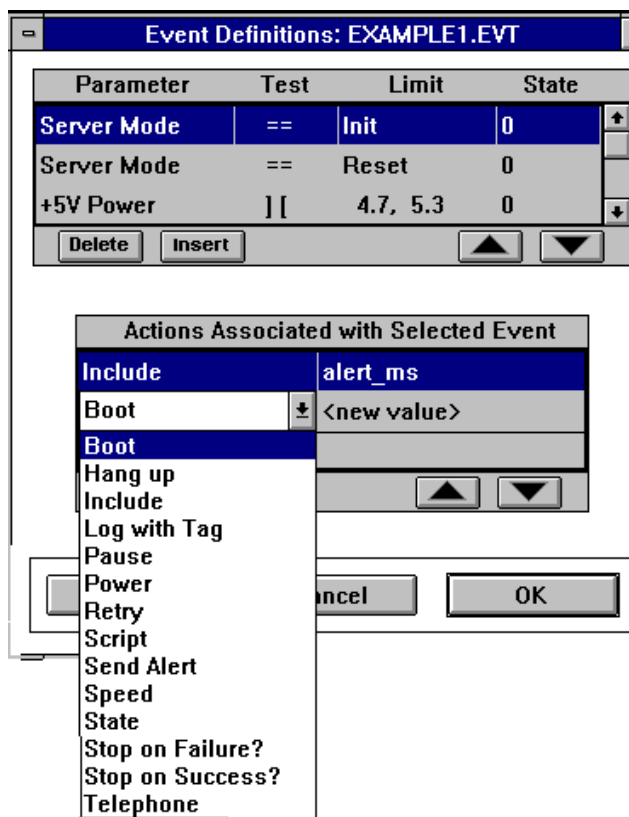 Event Definitions: EXAMPLE1.EVT
Parameter Test Limit State
Server Mode == Init 0
Server Mode == Reset 0
+5V Power ] [ 4.7, 5.3 0
Delete Insert
Actions Associated with Selected Event
Include alert_ms
Boot <new value>
Boot
Hang up
Include
Log with Tag
Pause
Power
ncel OK
Retry
Script
Send Alert
Speed
State
Stop on Failure?
Stop on Success?
Telephone